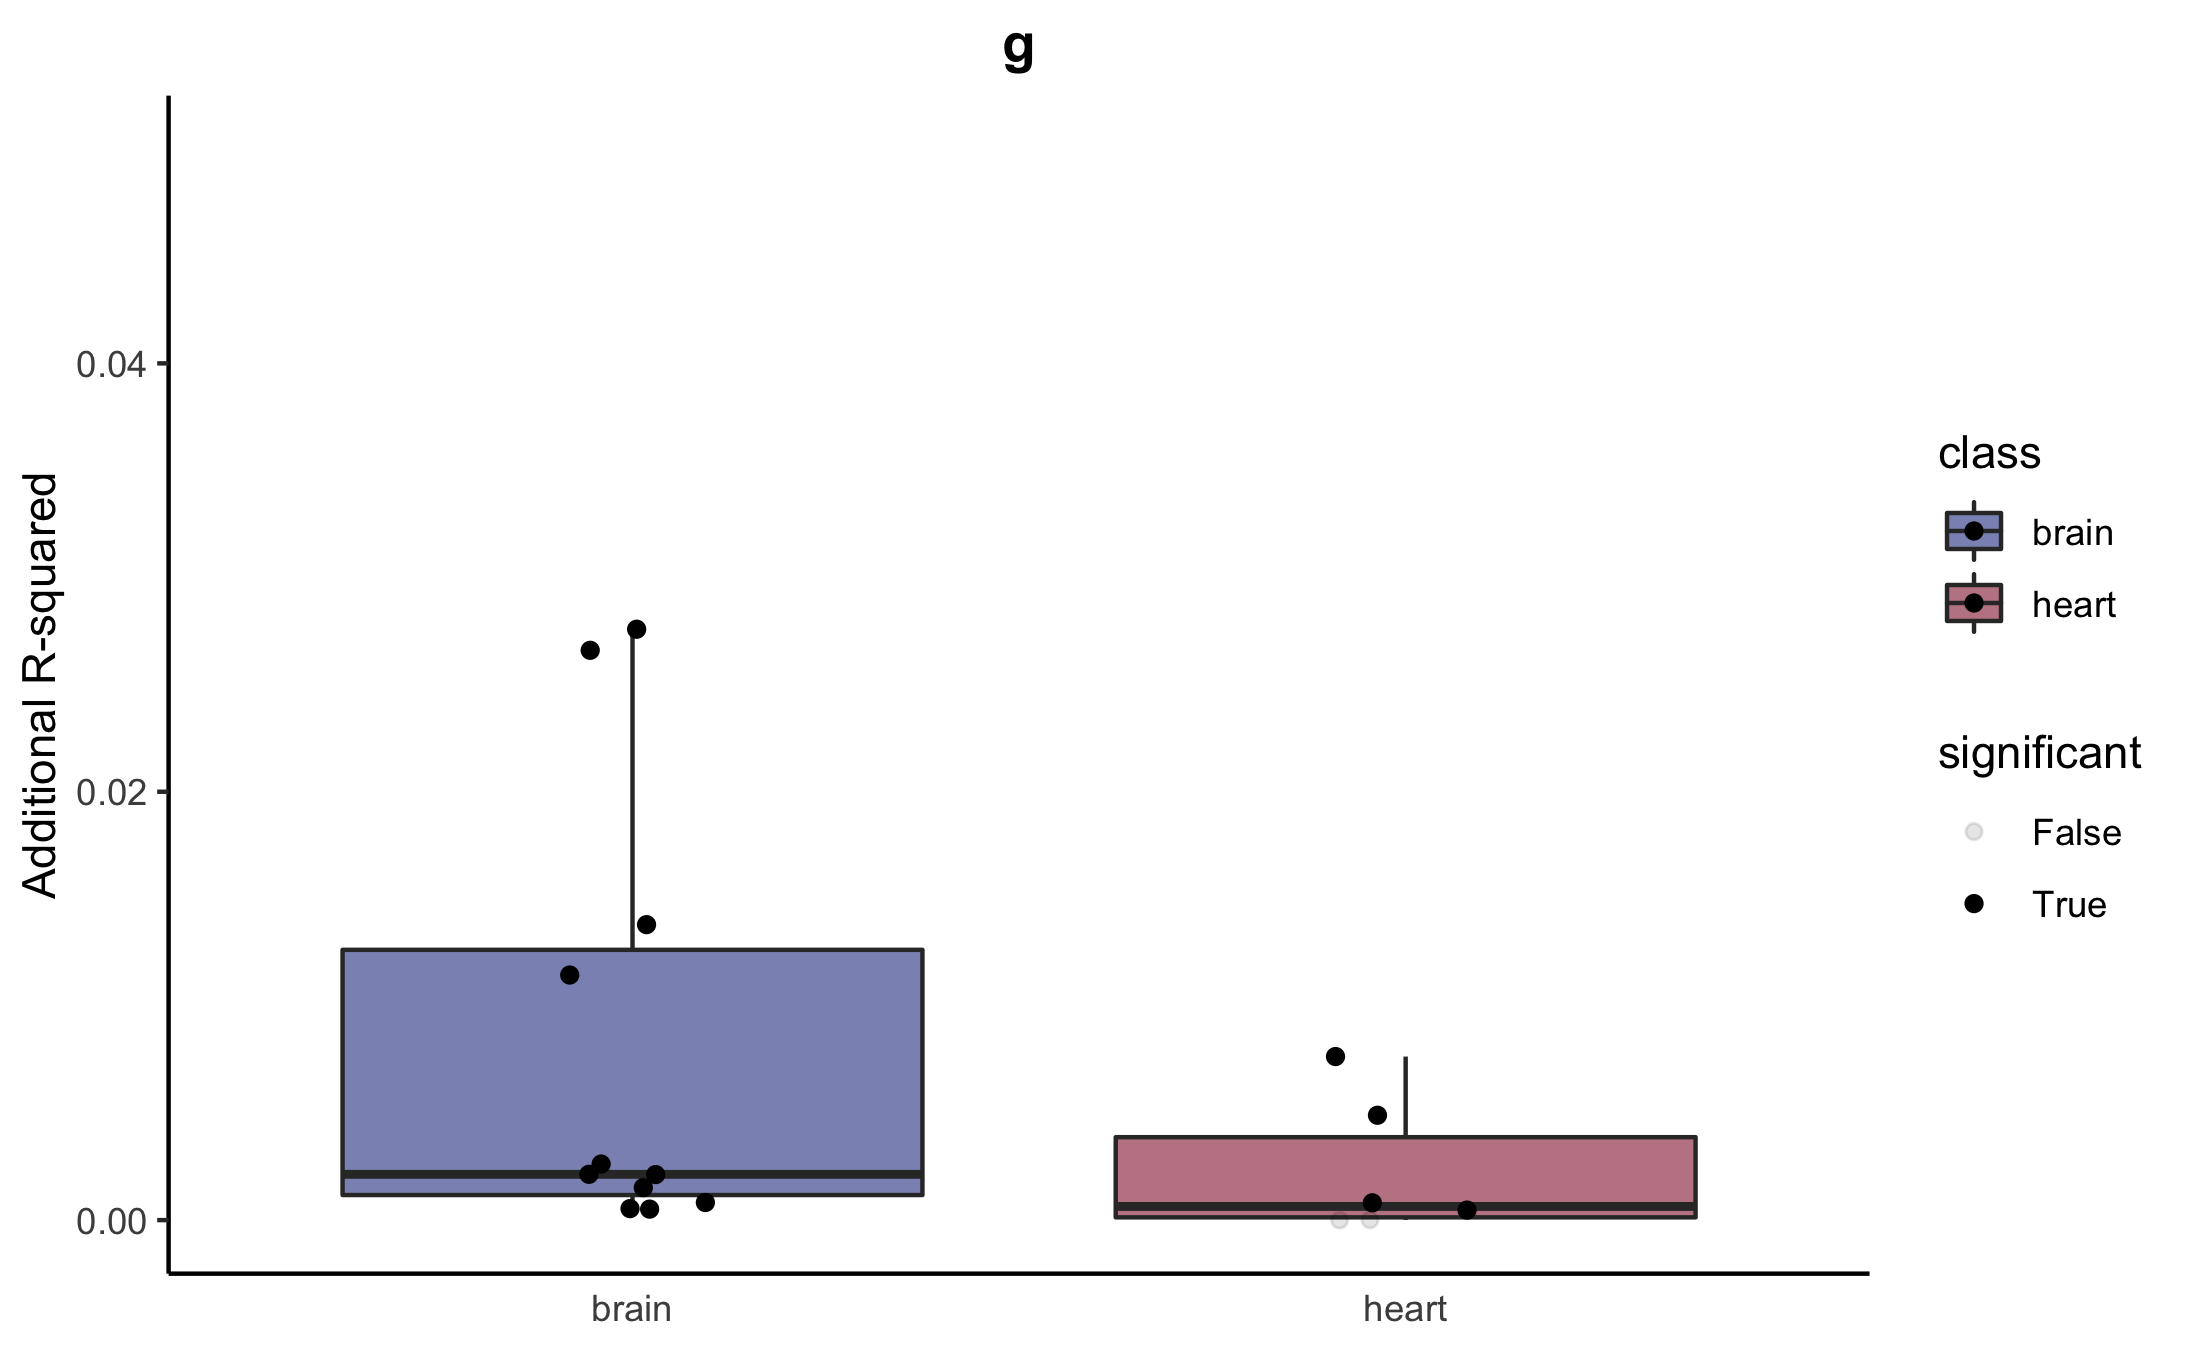 g
Additional R-squared
0.04
0.02
0.00
brain
heart
class
brain
heart
significant
False
True